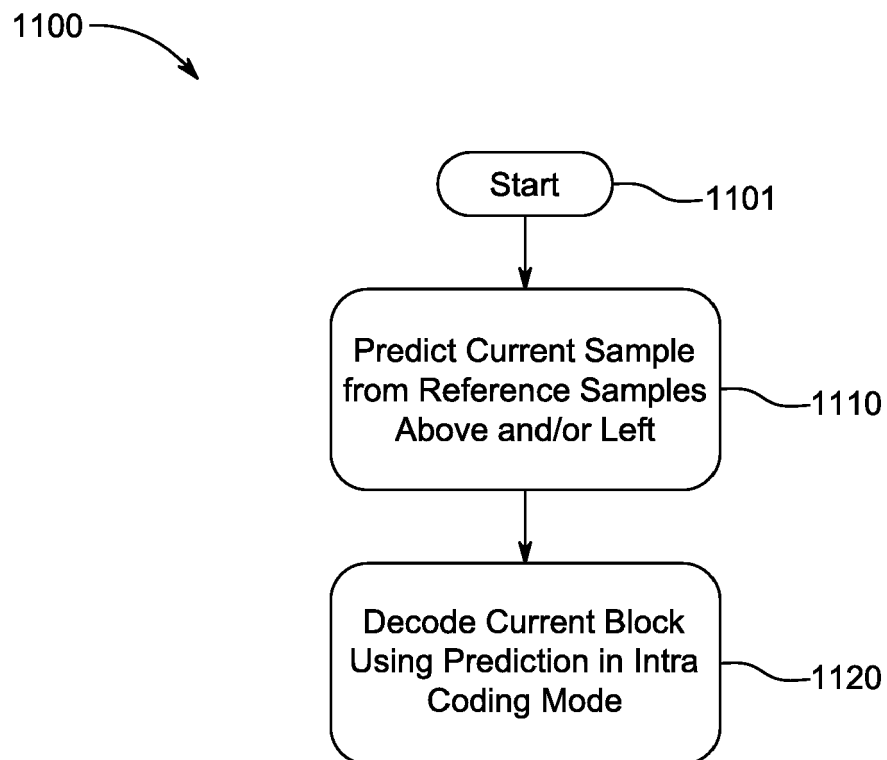 1100
Start
1101
Predict Current Sample
from Reference Samples
Above and/or Left
1110
Decode Current Block
Using Prediction in Intra
Coding Mode
1120